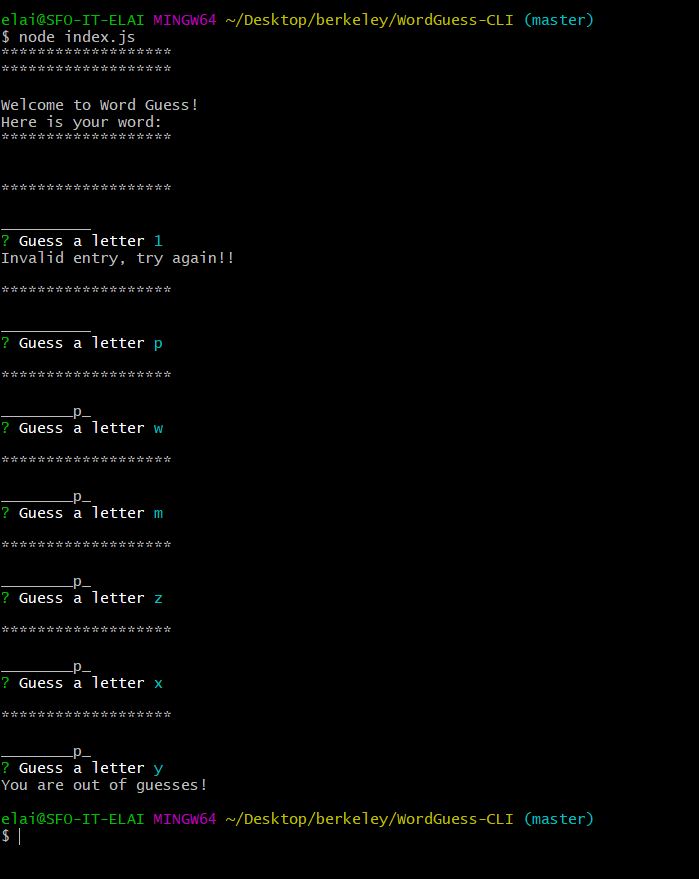 elai@SFO-IT-ELAI MINGW64 ~/Desktop/berkeley/WordGuess-CLI (master)
$ node index.js
*******************
*******************
Welcome to Word Guess!
Here is your word:
*******************
*******************
__________
? Guess a letter 1
Invalid entry, try again!!
*******************
__________
? Guess a letter p
*******************
________p_
? Guess a letter w
*******************
________p_
? Guess a letter m
*******************
________p_
? Guess a letter z
*******************
________p_
? Guess a letter x
*******************
________p_
? Guess a letter y
You are out of guesses!
elai@SFO-IT-ELAI MINGW64 ~/Desktop/berkeley/WordGuess-CLI (master)
$